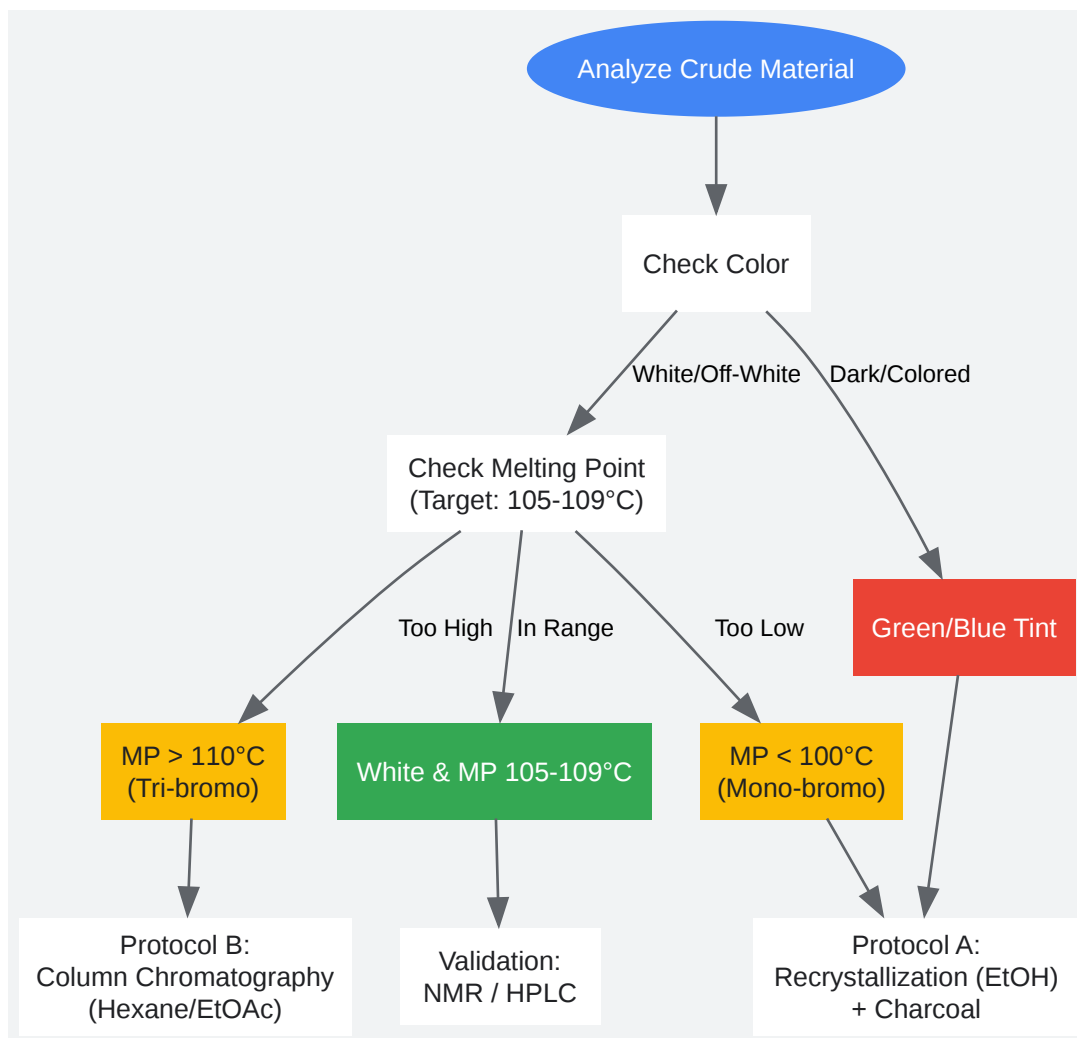 Analyze Crude Material
Check Color
White/Off-White
Dark/Colored
Check Melting Point
(Target: 105-109°C)
Too High
In Range
Too Low
Green/Blue Tint
MP > 110°C
(Tri-bromo)
White & MP 105-109°C
MP < 100°C
(Mono-bromo)
Protocol B:
Column Chromatography
(Hexane/EtOAc)
Validation:
NMR / HPLC
Protocol A:
Recrystallization (EtOH)
+ Charcoal